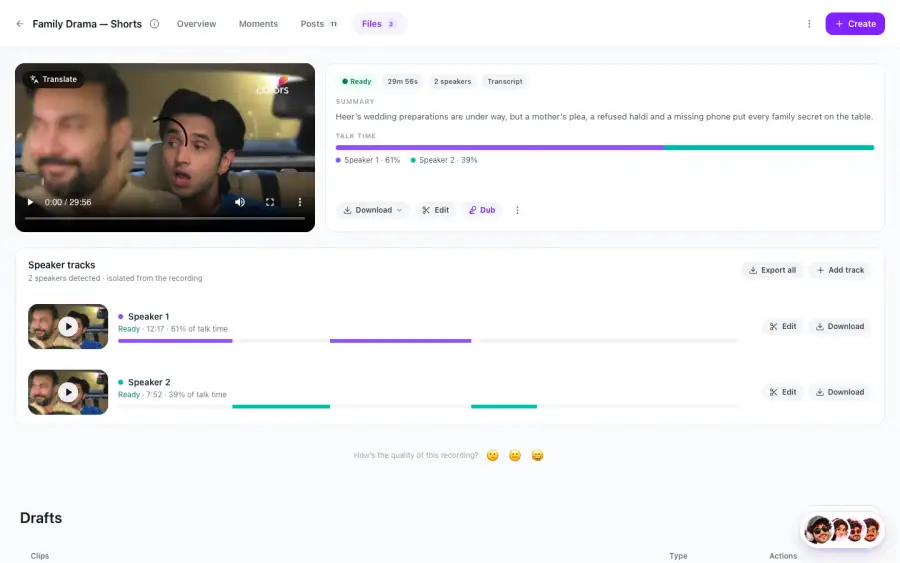 Family Drama — Shorts
Overview
Moments
Posts 11
Files 3
Create
Translate
colors
0:00 / 29:56
Ready
29m 56s
2 speakers
Transcript
SUMMARY
Heer's wedding preparations are under way, but a mother's plea, a refused haldi and a missing phone put every family secret on the table.
TALK TIME
Speaker 1 · 61%
Speaker 2 · 39%
Download
Edit
Dub
Speaker tracks
2 speakers detected · isolated from the recording
Export all
Add track
Speaker 1
Ready · 12:17 · 61% of talk time
Edit
Download
Speaker 2
Ready · 7:52 · 39% of talk time
Edit
Download
How's the quality of this recording?
Drafts
Clips
Type
Actions